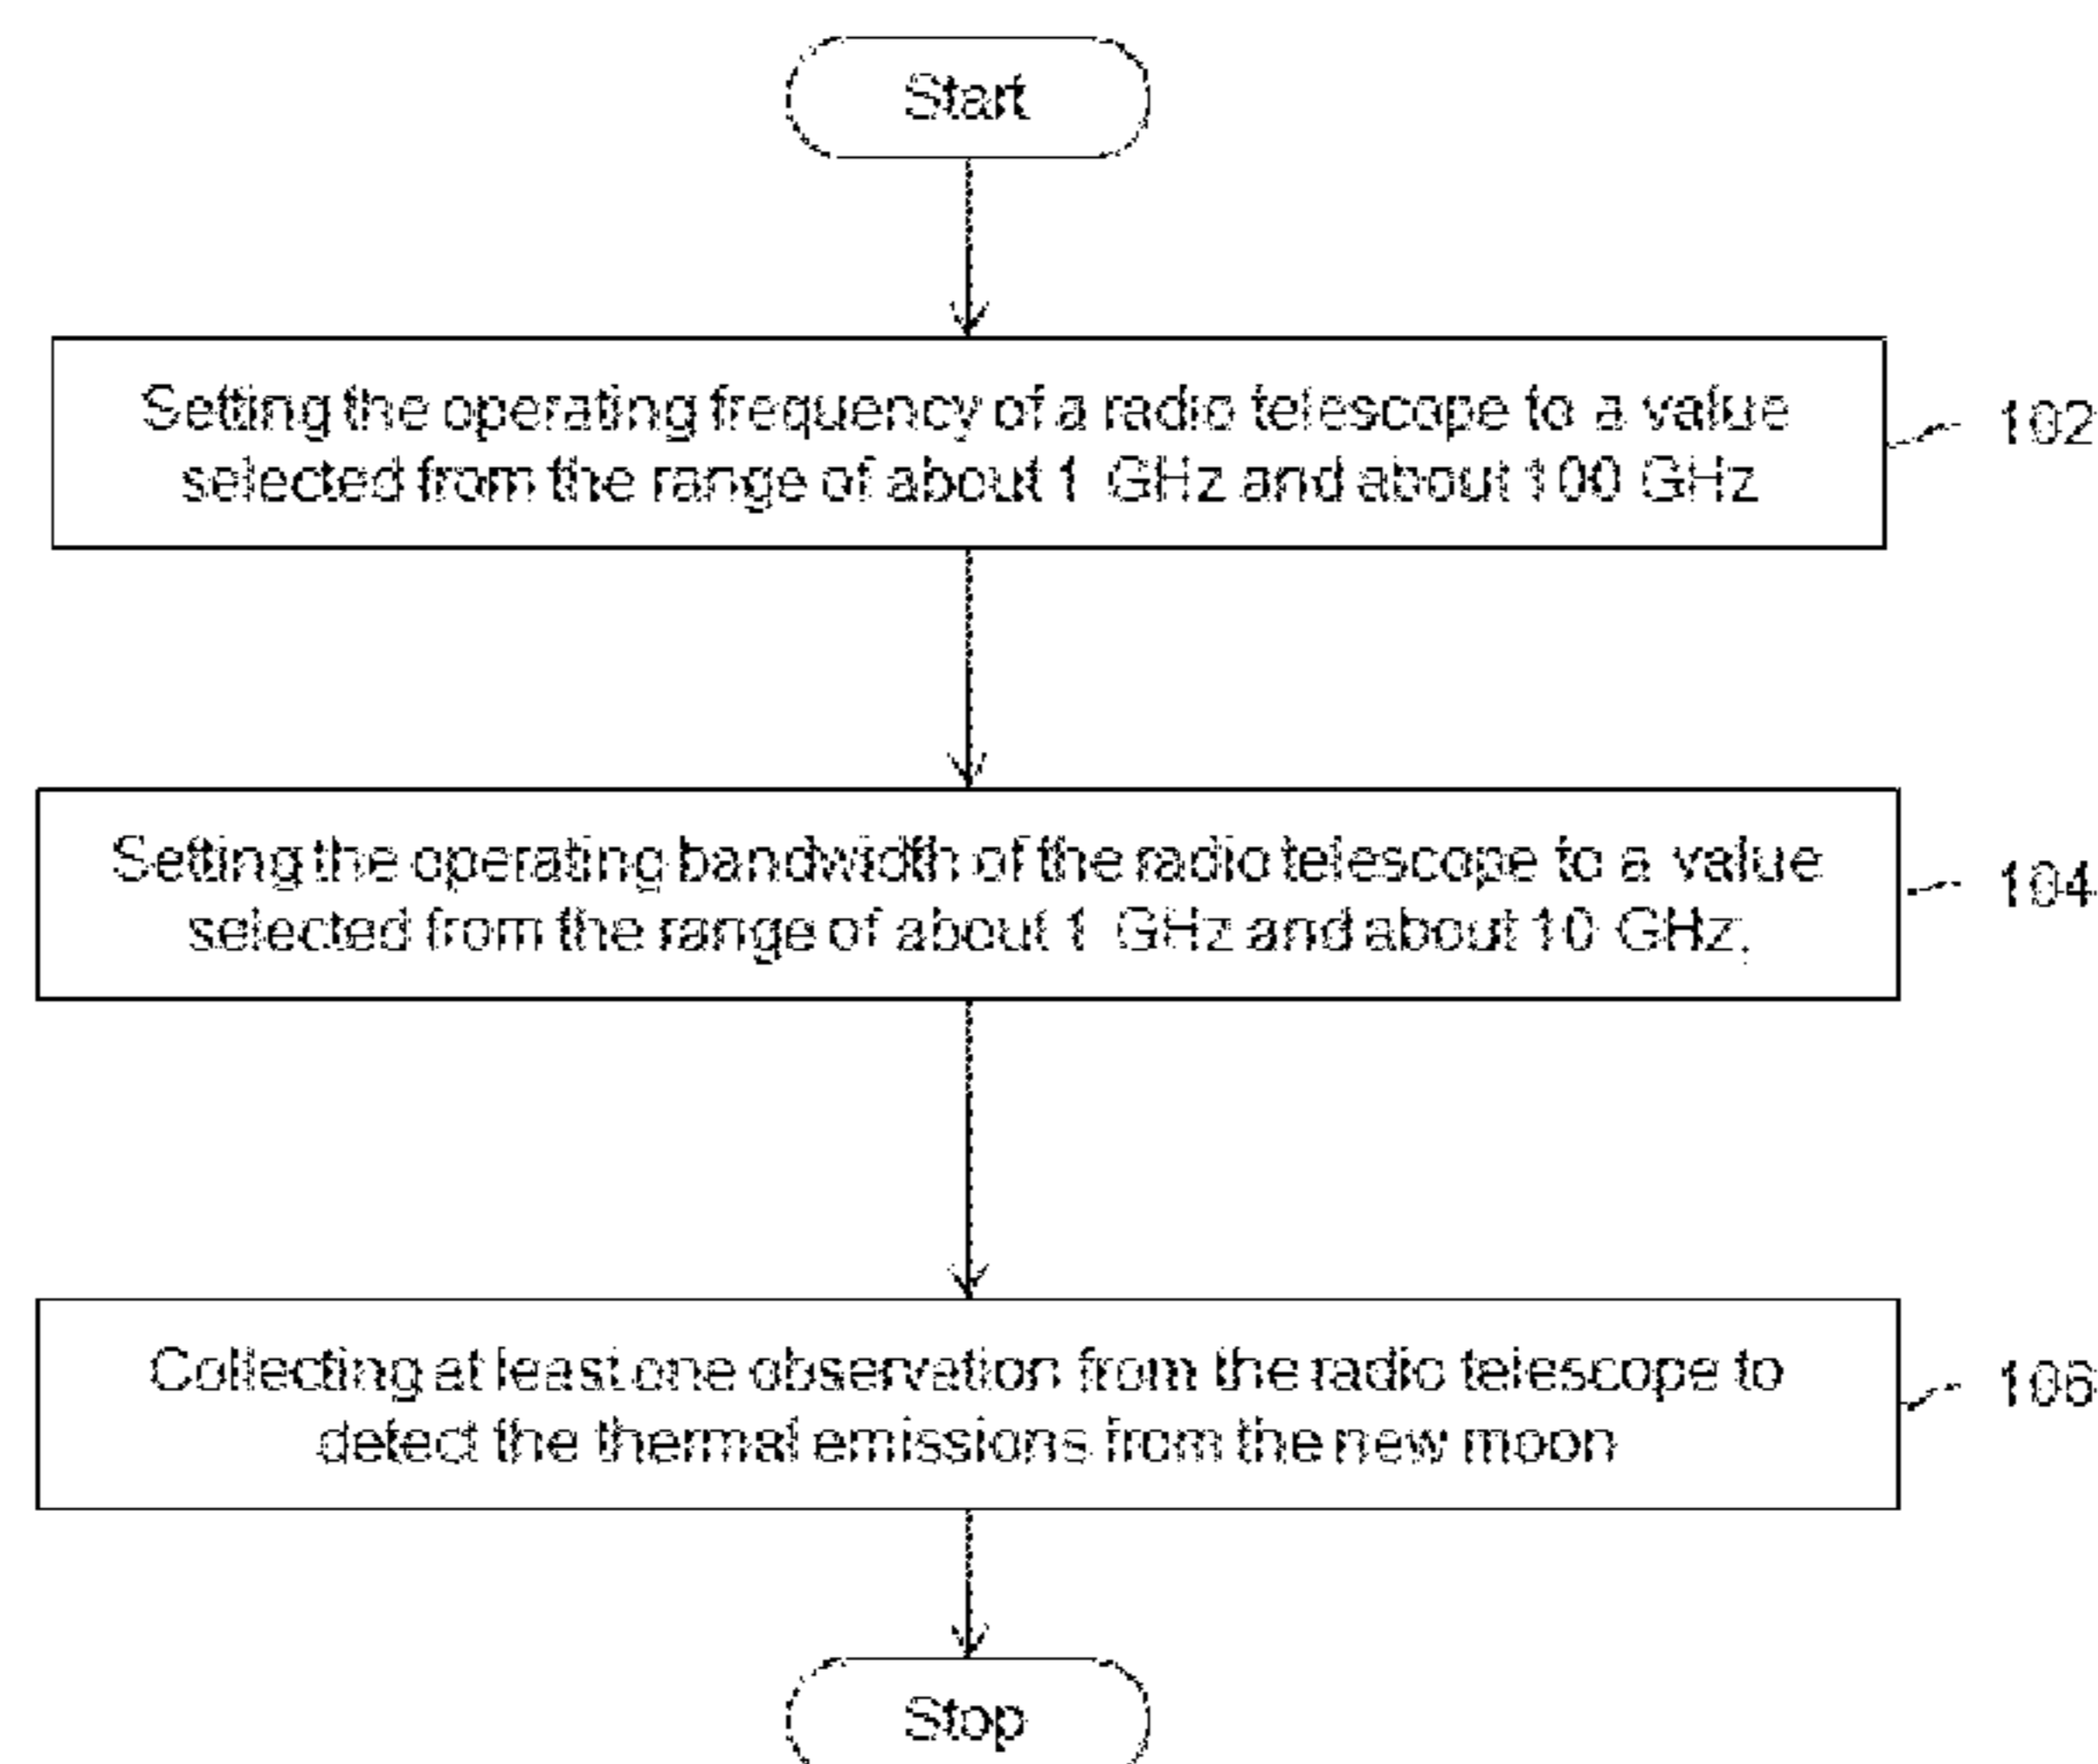 Start
Setting the operating frequency of a radio telescope to a value
selected from the range of about 1 GHz and about 100 GHz
102
Setting the operating bandwidth of the radio telescope to a value
selected from the range of about 1 GHz and about 10 GHz;
104
Collecting at least one observation from the radio telescope to
detect the thermal emissions from the new moon
106
Stop